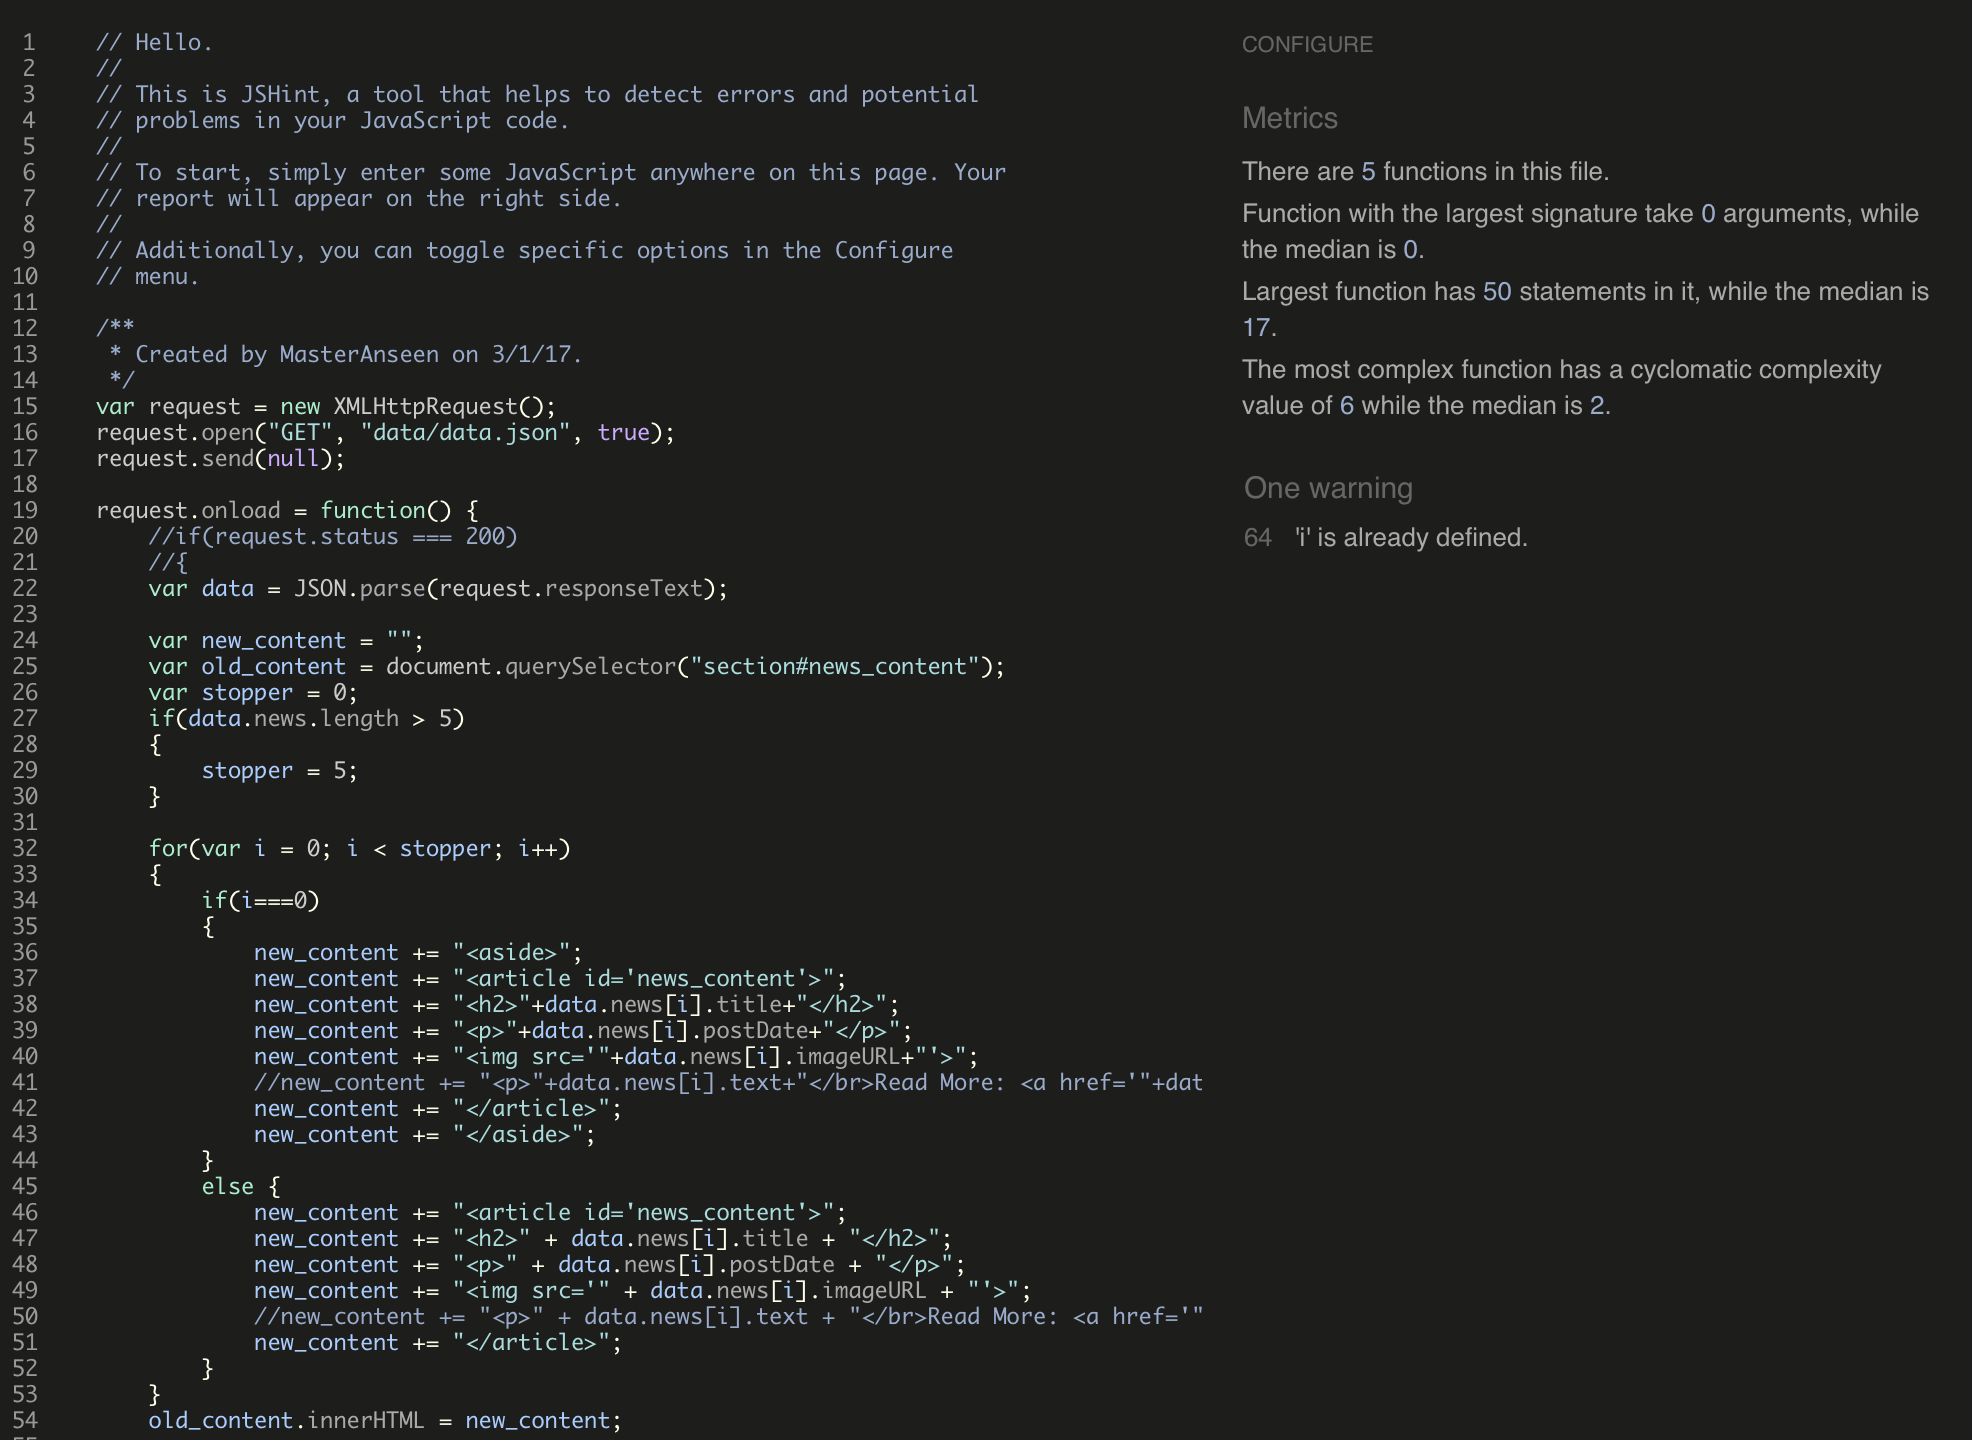 1 // Hello.
2 //
3 // This is JSHint, a tool that helps to detect errors and potential
4 // problems in your JavaScript code.
5 //
6 // To start, simply enter some JavaScript anywhere on this page. Your
7 // report will appear on the right side.
8 //
9 // Additionally, you can toggle specific options in the Configure
10 // menu.
11
12 /**
13  * Created by MasterAnseen on 3/1/17.
14  */
15 var request = new XMLHttpRequest();
16 request.open("GET", "data/data.json", true);
17 request.send(null);
18
19 request.onload = function() {
20     //if(request.status === 200)
21     //{
22     var data = JSON.parse(request.responseText);
23
24     var new_content = "";
25     var old_content = document.querySelector("section#news_content");
26     var stopper = 0;
27     if(data.news.length > 5)
28     {
29         stopper = 5;
30     }
31
32     for(var i = 0; i < stopper; i++)
33     {
34         if(i===0)
35         {
36             new_content += "<aside>";
37             new_content += "<article id='news_content'>";
38             new_content += "<h2>"+data.news[i].title+"</h2>";
39             new_content += "<p>"+data.news[i].postDate+"</p>";
40             new_content += "<img src='"+data.news[i].imageURL+"'>";
41             //new_content += "<p>"+data.news[i].text+"</br>Read More: <a href='"+dat
42             new_content += "</article>";
43             new_content += "</aside>";
44         }
45         else {
46             new_content += "<article id='news_content'>";
47             new_content += "<h2>" + data.news[i].title + "</h2>";
48             new_content += "<p>" + data.news[i].postDate + "</p>";
49             new_content += "<img src='" + data.news[i].imageURL + "'>";
50             //new_content += "<p>" + data.news[i].text + "</br>Read More: <a href='"
51             new_content += "</article>";
52         }
53     }
54     old_content.innerHTML = new_content;
CONFIGURE
Metrics
There are 5 functions in this file.
Function with the largest signature take 0 arguments, while
the median is 0.
Largest function has 50 statements in it, while the median is
17.
The most complex function has a cyclomatic complexity
value of 6 while the median is 2.
One warning
64 'i' is already defined.